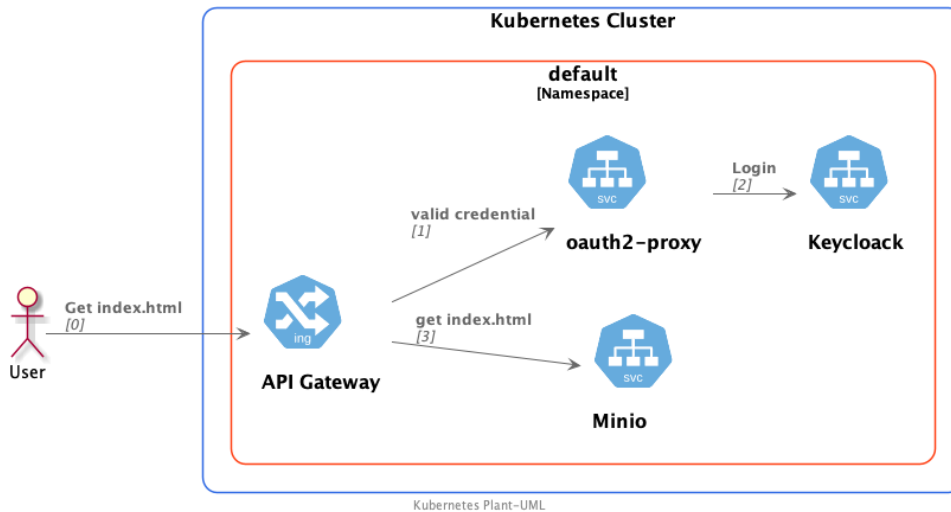 Kubernetes Cluster
default
[Namespace]
svc
oauth2-proxy
Login
[2]
svc
Keycloack
valid credential
[1]
Get index.html
[0]
User
ing
API Gateway
get index.html
[3]
svc
Minio
Kubernetes Plant-UML